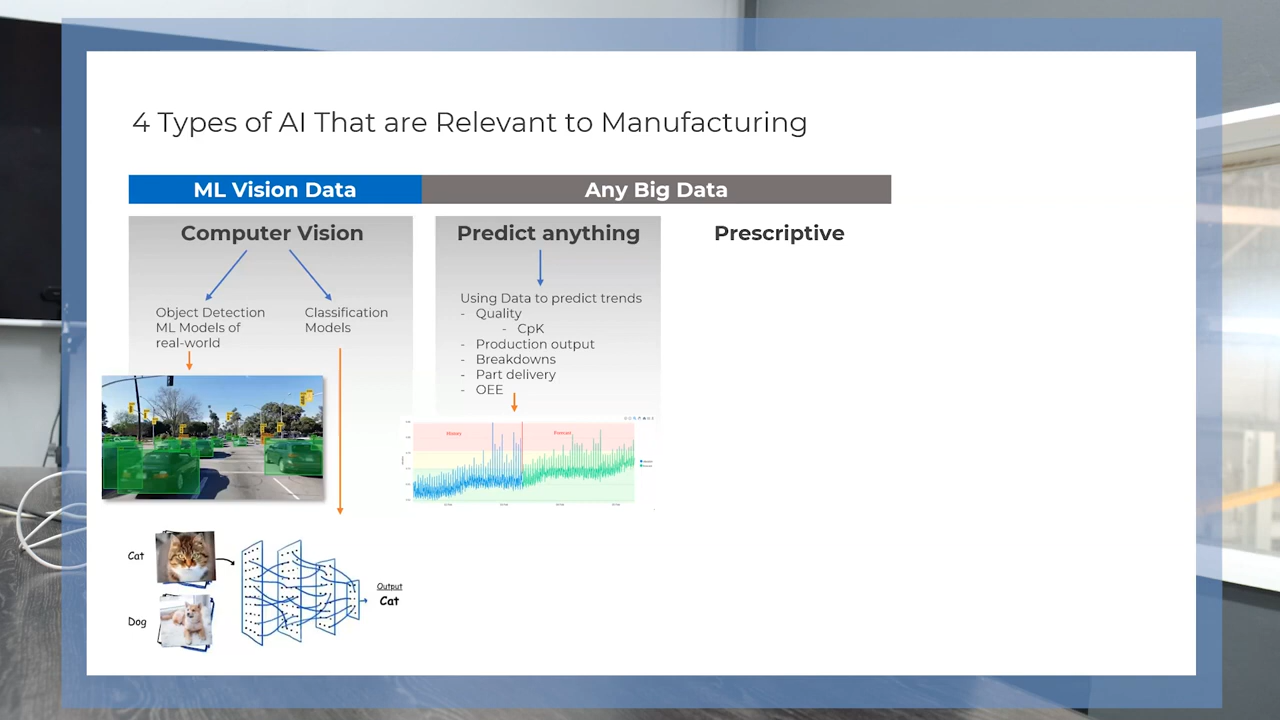 4 Types of AI That are Relevant to Manufacturing
ML Vision Data
Any Big Data
Computer Vision
Predict anything
Prescriptive
Object Detection
ML Models of
real-world
Classification
Models
Using Data to predict trends
- Quality
- CpK
- Production output
- Breakdowns
- Part delivery
- OEE
Cat
Dog
Output
Cat